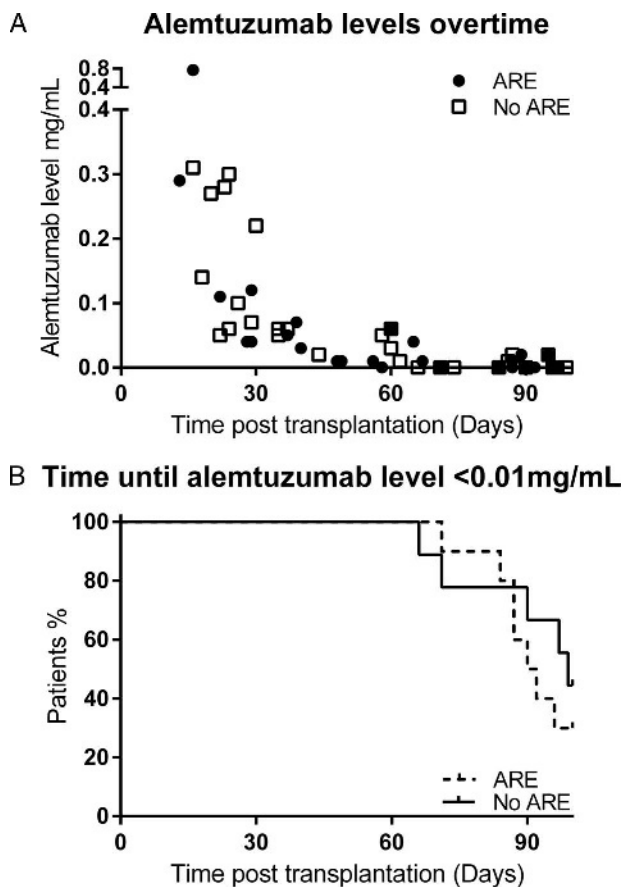 A
Alemtuzumab levels overtime
Alemtuzumab level mg/mL
0.8
0.4
0.4
0.3
0.2
0.1
0.0
ARE
No ARE
0 30 60 90
Time post transplantation (Days)
B Time until alemtuzumab level <0.01mg/mL
Patients %
100
80
60
40
20
0
ARE
No ARE
0 30 60 90
Time post transplantation (Days)